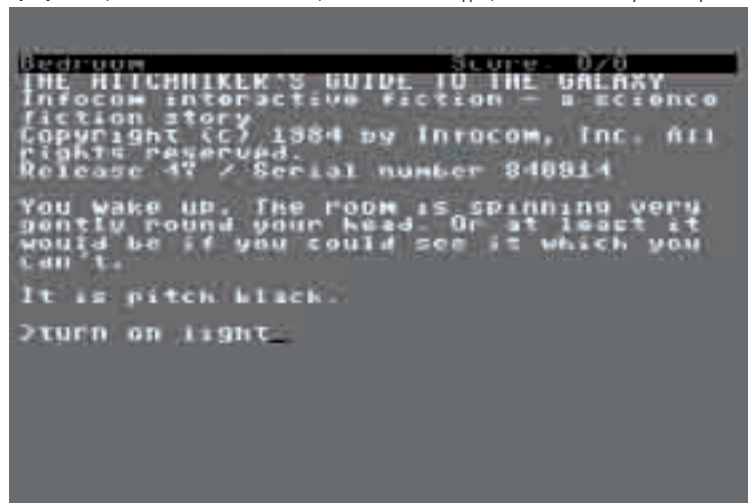 Bedroom Score: 0/0
THE HITCHHIKER'S GUIDE TO THE GALAXY
Infocom interactive fiction - a science
fiction story
Copyright (c) 1984 by Infocom, Inc. All
rights reserved.
Release 47 / Serial number 840914
You wake up. The room is spinning very
gently round your head. Or at least it
would be if you could see it which you
can't.
It is pitch black.
>turn on light